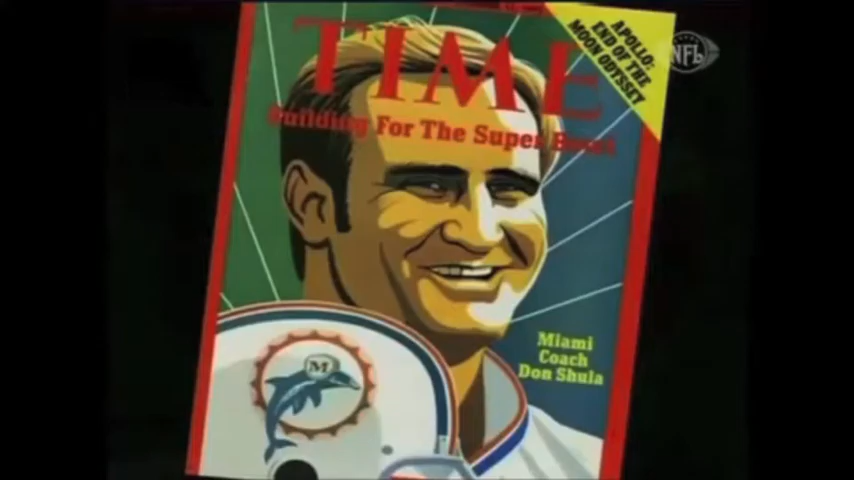 APOLLO:
END OF THE
MOON ODYSSEY
NFL
TIME
Building For The Super Bowl
Miami
Coach
Don Shula
M